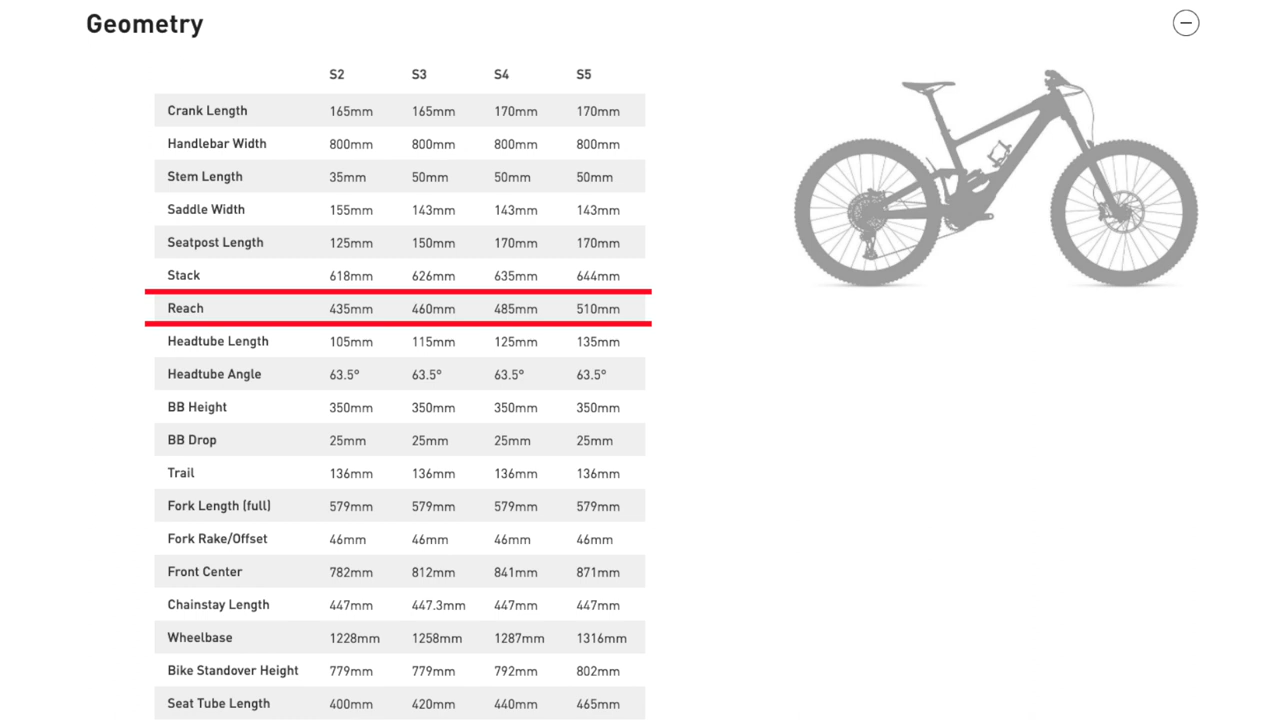 Geometry
S2 S3 S4 S5
Crank Length 165mm 165mm 170mm 170mm
Handlebar Width 800mm 800mm 800mm 800mm
Stem Length 35mm 50mm 50mm 50mm
Saddle Width 155mm 143mm 143mm 143mm
Seatpost Length 125mm 150mm 170mm 170mm
Stack 618mm 626mm 635mm 644mm
Reach 435mm 460mm 485mm 510mm
Headtube Length 105mm 115mm 125mm 135mm
Headtube Angle 63.5° 63.5° 63.5° 63.5°
BB Height 350mm 350mm 350mm 350mm
BB Drop 25mm 25mm 25mm 25mm
Trail 136mm 136mm 136mm 136mm
Fork Length (full) 579mm 579mm 579mm 579mm
Fork Rake/Offset 46mm 46mm 46mm 46mm
Front Center 782mm 812mm 841mm 871mm
Chainstay Length 447mm 447.3mm 447mm 447mm
Wheelbase 1228mm 1258mm 1287mm 1316mm
Bike Standover Height 779mm 779mm 792mm 802mm
Seat Tube Length 400mm 420mm 440mm 465mm